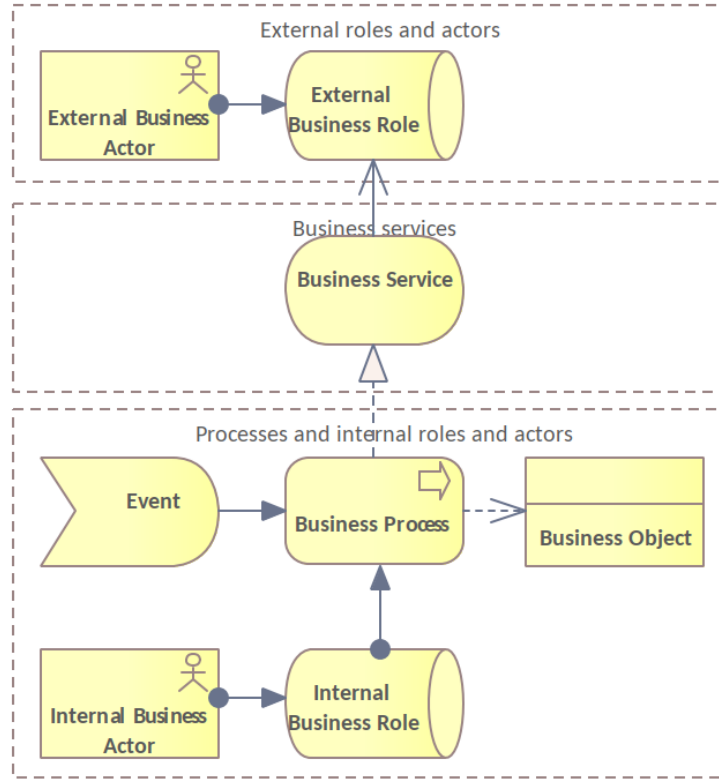 External roles and actors
External Business
Actor
External
Business Role
Business services
Business Service
Processes and internal roles and actors
Event
Business Process
Business Object
Internal Business
Actor
Internal
Business Role